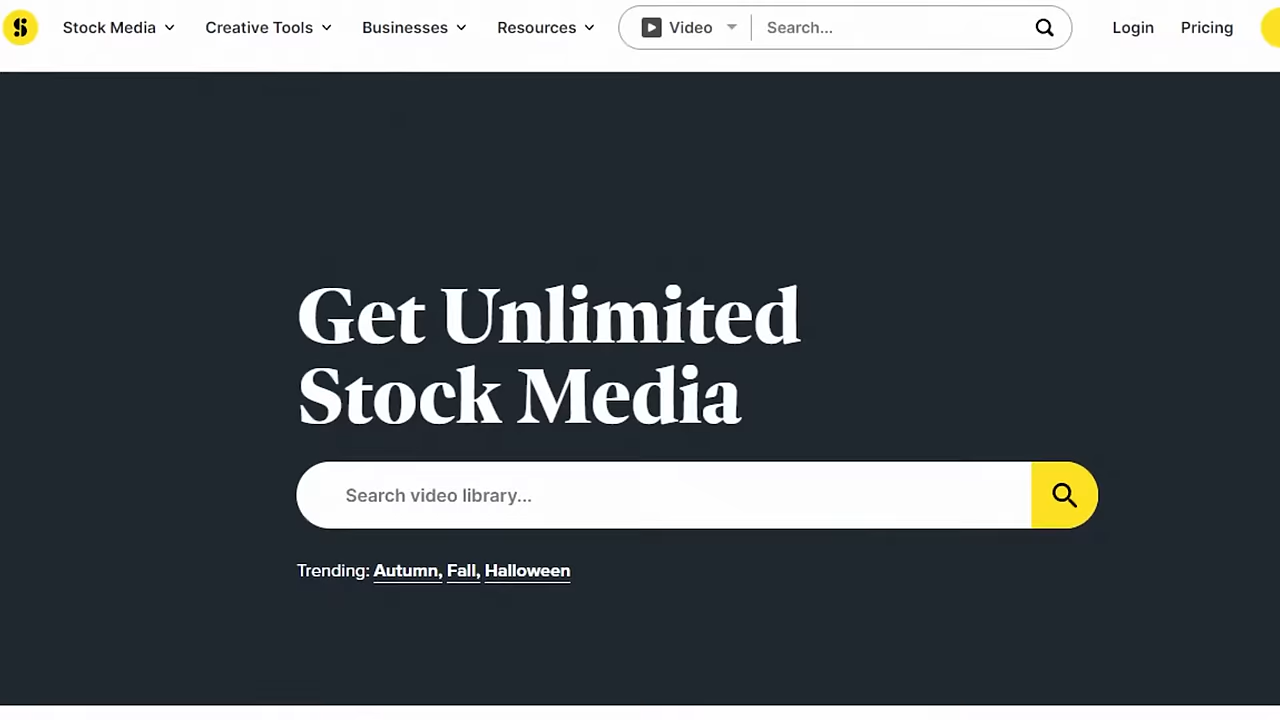 Stock Media Creative Tools Businesses Resources Video Search... Login Pricing
Get Unlimited
Stock Media
Search video library...
Trending: Autumn, Fall, Halloween